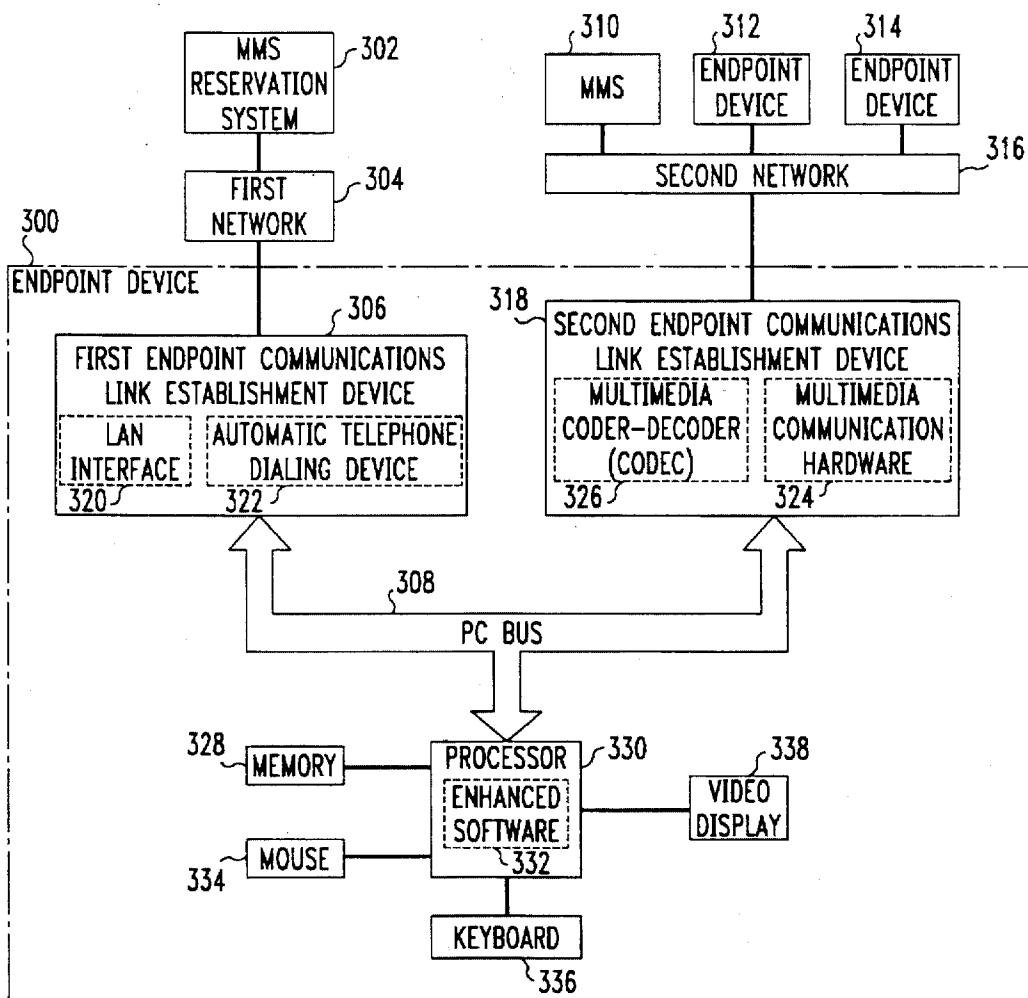 MMS
RESERVATION
SYSTEM
302
FIRST
NETWORK
304
310
MMS
312
ENDPOINT
DEVICE
314
ENDPOINT
DEVICE
SECOND NETWORK
316
300
ENDPOINT DEVICE
306
FIRST ENDPOINT COMMUNICATIONS
LINK ESTABLISHMENT DEVICE
LAN
INTERFACE
320
AUTOMATIC TELEPHONE
DIALING DEVICE
322
318
SECOND ENDPOINT COMMUNICATIONS
LINK ESTABLISHMENT DEVICE
MULTIMEDIA
CODER-DECODER
(CODEC)
326
MULTIMEDIA
COMMUNICATION
HARDWARE
324
308
PC BUS
328
MEMORY
PROCESSOR
330
ENHANCED
SOFTWARE
332
338
VIDEO
DISPLAY
334
MOUSE
KEYBOARD
336